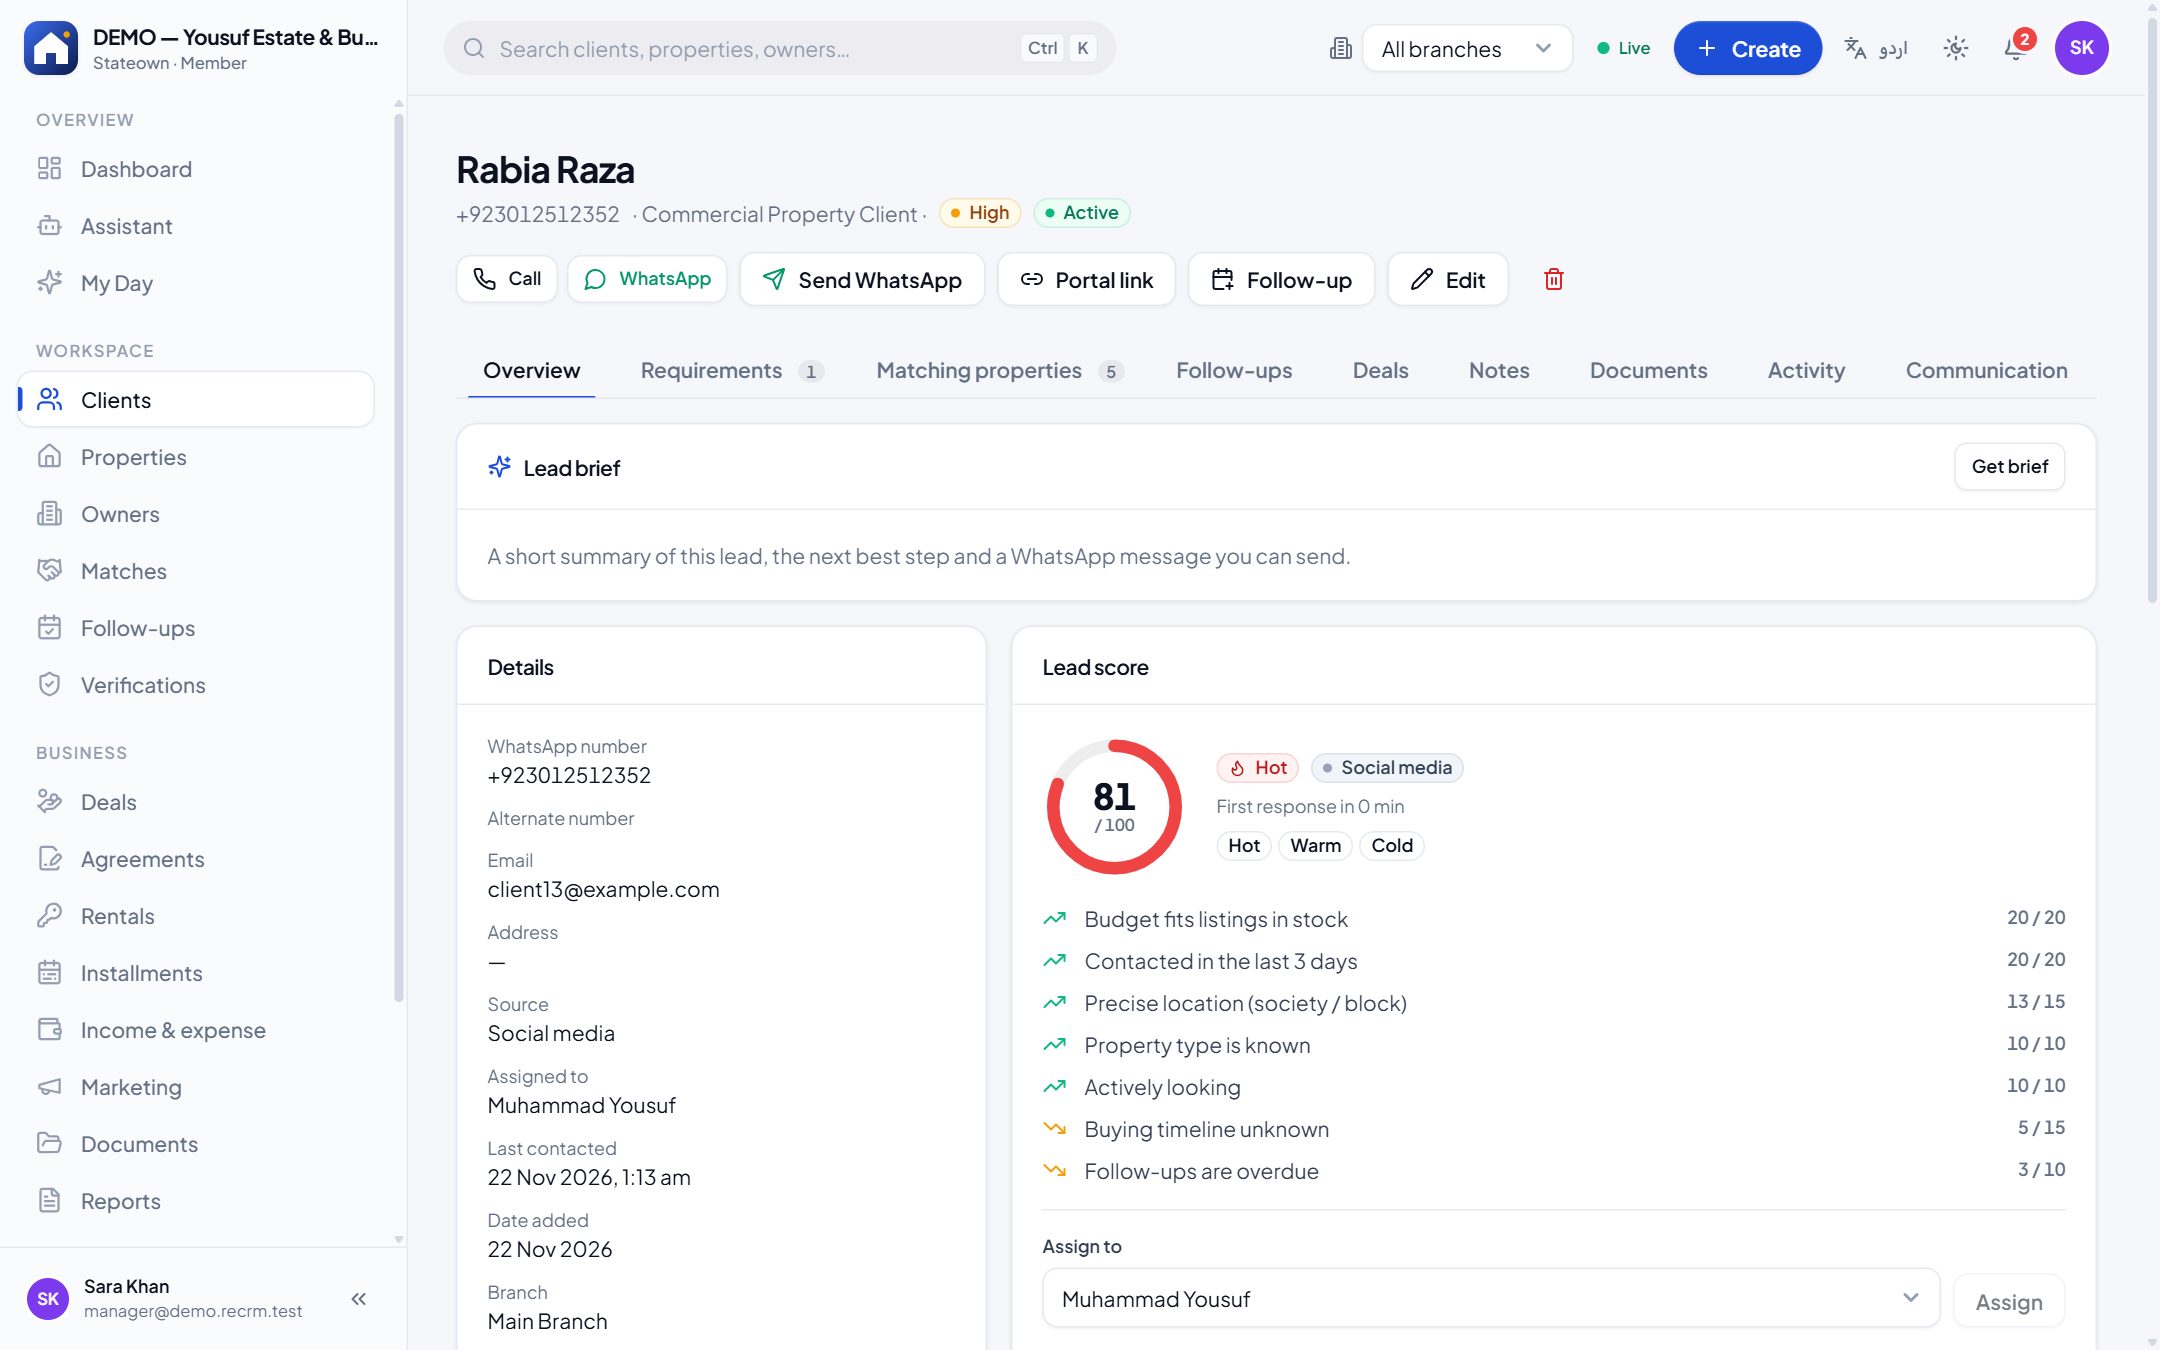 DEMO — Yousuf Estate & Bu...
Stateown · Member
Search clients, properties, owners...
Ctrl K
All branches
Live
Create
اردو
2
SK
OVERVIEW
Dashboard
Assistant
My Day
WORKSPACE
Clients
Properties
Owners
Matches
Follow-ups
Verifications
BUSINESS
Deals
Agreements
Rentals
Installments
Income & expense
Marketing
Documents
Reports
SK
Sara Khan
manager@demo.recrm.test
Rabia Raza
+923012512352 · Commercial Property Client · High Active
Call WhatsApp Send WhatsApp Portal link Follow-up Edit
Overview Requirements 1 Matching properties 5 Follow-ups Deals Notes Documents Activity Communication
Lead brief
Get brief
A short summary of this lead, the next best step and a WhatsApp message you can send.
Details
WhatsApp number
+923012512352
Alternate number
Email
client13@example.com
Address
—
Source
Social media
Assigned to
Muhammad Yousuf
Last contacted
22 Nov 2026, 1:13 am
Date added
22 Nov 2026
Branch
Main Branch
Lead score
81
/ 100
Hot Social media
First response in 0 min
Hot Warm Cold
Budget fits listings in stock 20 / 20
Contacted in the last 3 days 20 / 20
Precise location (society / block) 13 / 15
Property type is known 10 / 10
Actively looking 10 / 10
Buying timeline unknown 5 / 15
Follow-ups are overdue 3 / 10
Assign to
Muhammad Yousuf
Assign